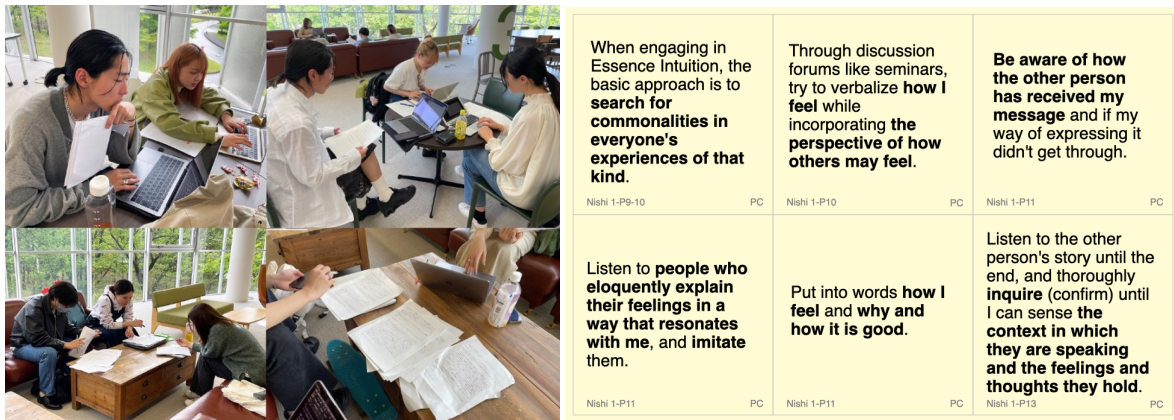 When engaging in
Essence Intuition, the
basic approach is to
search for
commonalities in
everyone's
experiences of that
kind.
Nishi 1-P9-10
PC
Through discussion
forums like seminars,
try to verbalize how I
feel while
incorporating the
perspective of how
others may feel.
Nishi 1-P10
PC
Be aware of how
the other person
has received my
message and if my
way of expressing it
didn't get through.
Nishi 1-P11
PC
Listen to people who
eloquently explain
their feelings in a
way that resonates
with me, and imitate
them.
Nishi 1-P11
PC
Put into words how I
feel and why and
how it is good.
Nishi 1-P11
PC
Listen to the other
person's story until the
end, and thoroughly
inquire (confirm) until
I can sense the
context in which
they are speaking
and the feelings and
thoughts they hold.
Nishi 1-P13
PC